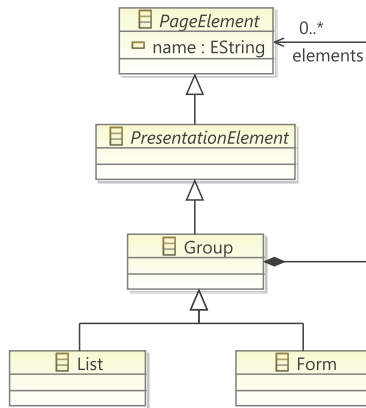 PageElement
name : EString
0..*
elements
PresentationElement
Group
List
Form